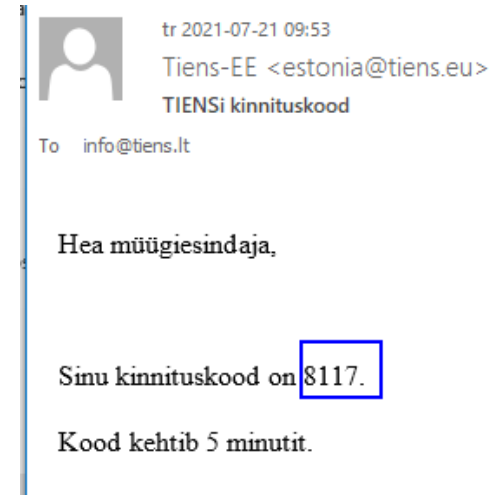 tr 2021-07-21 09:53
Tiens-EE <estonia@tiens.eu>
TIENSi kinnituskood
To info@tiens.lt
Hea müügiesindaja,
Sinu kinnituskood on 8117.
Kood kehtib 5 minutit.